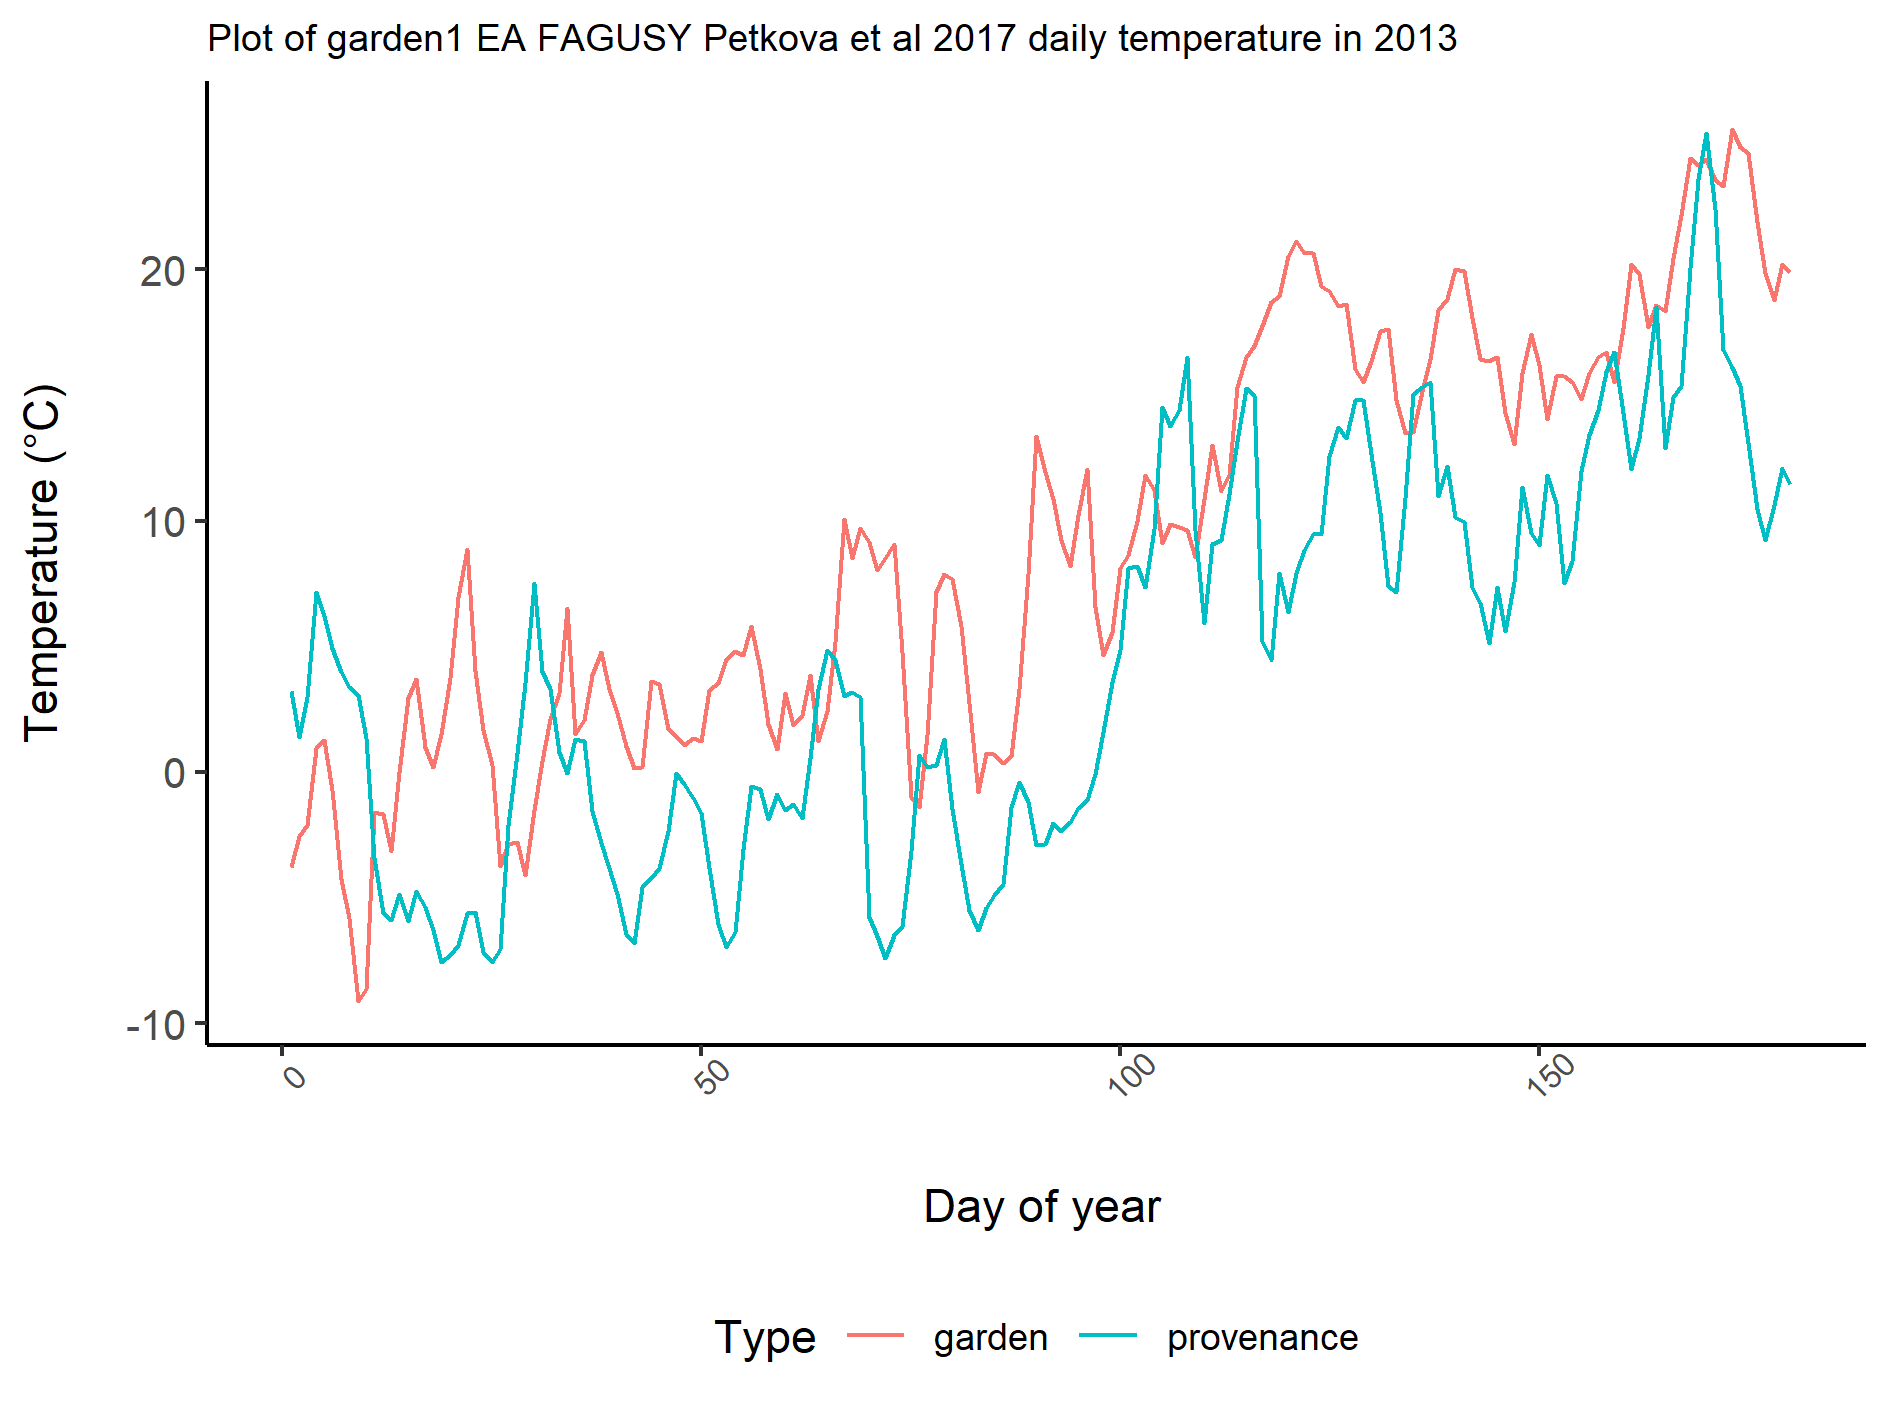 Plot of garden1 EA FAGUSY Petkova et al 2017 daily temperature in 2013
Temperature (°C)
20
10
0
-10
0
50
100
150
Day of year
Type
garden
provenance